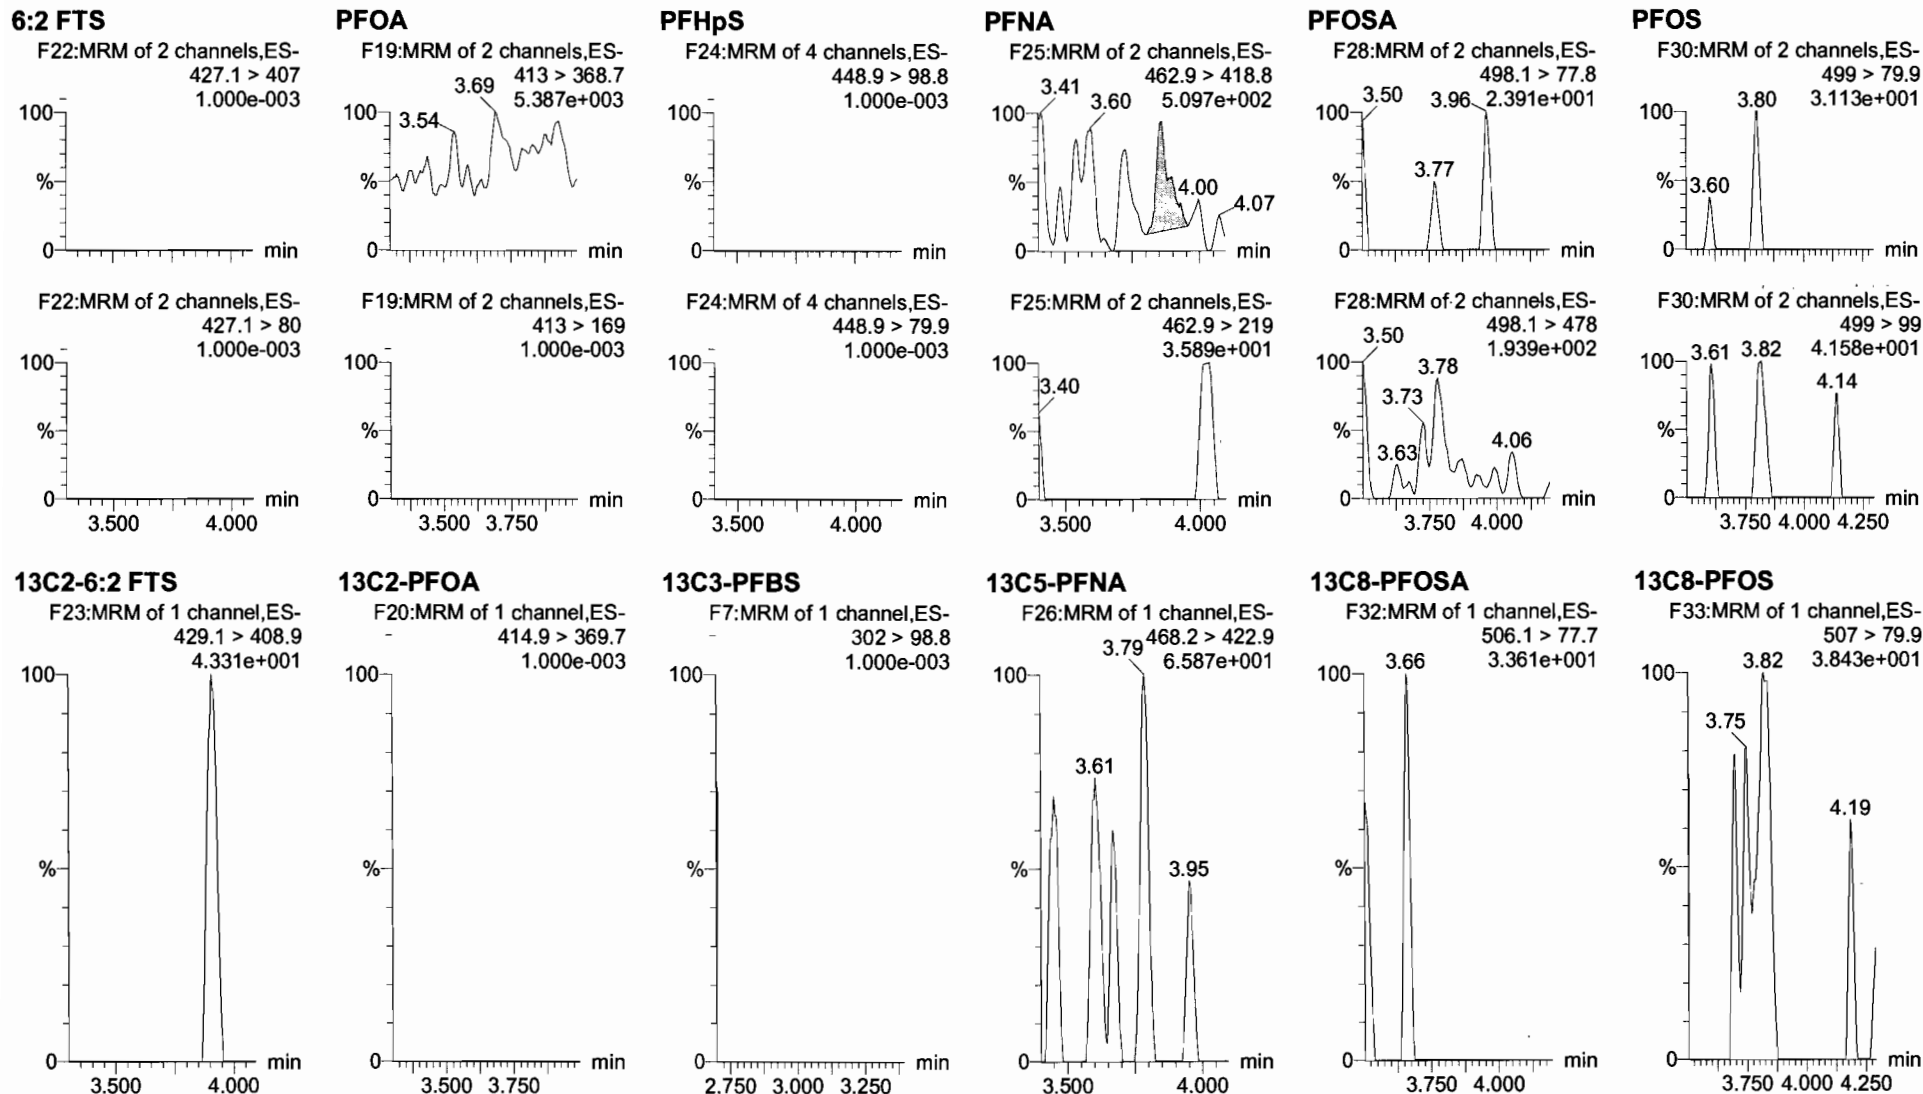 6:2 FTS
F22:MRM of 2 channels,ES-
427.1 > 407
1.000e-003
100
%
0
min
PFOA
F19:MRM of 2 channels,ES-
413 > 368.7
5.387e+003
3.69
3.54
100
%
0
min
PFHpS
F24:MRM of 4 channels,ES-
448.9 > 98.8
1.000e-003
100
%
0
min
PFNA
F25:MRM of 2 channels,ES-
462.9 > 418.8
5.097e+002
3.41
3.60
4.00
4.07
100
%
0
min
PFOSA
F28:MRM of 2 channels,ES-
498.1 > 77.8
2.391e+001
3.50
3.96
3.77
100
%
0
min
PFOS
F30:MRM of 2 channels,ES-
499 > 79.9
3.113e+001
3.80
3.60
100
%
0
min
F22:MRM of 2 channels,ES-
427.1 > 80
1.000e-003
100
%
0
min
3.500 4.000
F19:MRM of 2 channels,ES-
413 > 169
1.000e-003
100
%
0
min
3.500 3.750
F24:MRM of 4 channels,ES-
448.9 > 79.9
1.000e-003
100
%
0
min
3.500 4.000
F25:MRM of 2 channels,ES-
462.9 > 219
3.589e+001
3.40
100
%
0
min
3.500 4.000
F28:MRM of 2 channels,ES-
498.1 > 478
1.939e+002
3.50
3.78
3.73
3.63
4.06
100
%
0
min
3.750 4.000
F30:MRM of 2 channels,ES-
499 > 99
4.158e+001
3.61 3.82
4.14
100
%
0
min
3.750 4.000 4.250
13C2-6:2 FTS
F23:MRM of 1 channel,ES-
429.1 > 408.9
4.331e+001
100
%
0
min
3.500 4.000
13C2-PFOA
F20:MRM of 1 channel,ES-
414.9 > 369.7
1.000e-003
100
%
0
min
3.500 3.750
13C3-PFBS
F7:MRM of 1 channel,ES-
302 > 98.8
1.000e-003
100
%
0
min
2.750 3.000 3.250
13C5-PFNA
F26:MRM of 1 channel,ES-
468.2 > 422.9
6.587e+001
3.79
3.61
3.95
100
%
0
min
3.500 4.000
13C8-PFOSA
F32:MRM of 1 channel,ES-
506.1 > 77.7
3.361e+001
3.66
100
%
0
min
3.750 4.000
13C8-PFOS
F33:MRM of 1 channel,ES-
507 > 79.9
3.843e+001
3.82
3.75
4.19
100
%
0
min
3.750 4.000 4.250